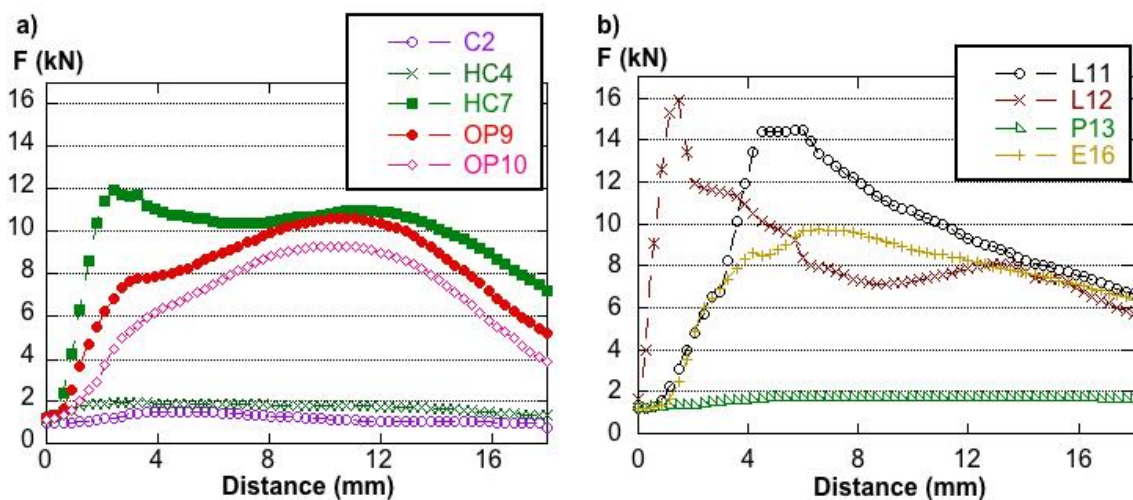 a)
F (kN)
C2
HC4
HC7
OP9
OP10
16
14
12
10
8
6
4
2
0
0 4 8 12 16
Distance (mm)
b)
F (kN)
L11
L12
P13
E16
16
14
12
10
8
6
4
2
0
0 4 8 12 16
Distance (mm)